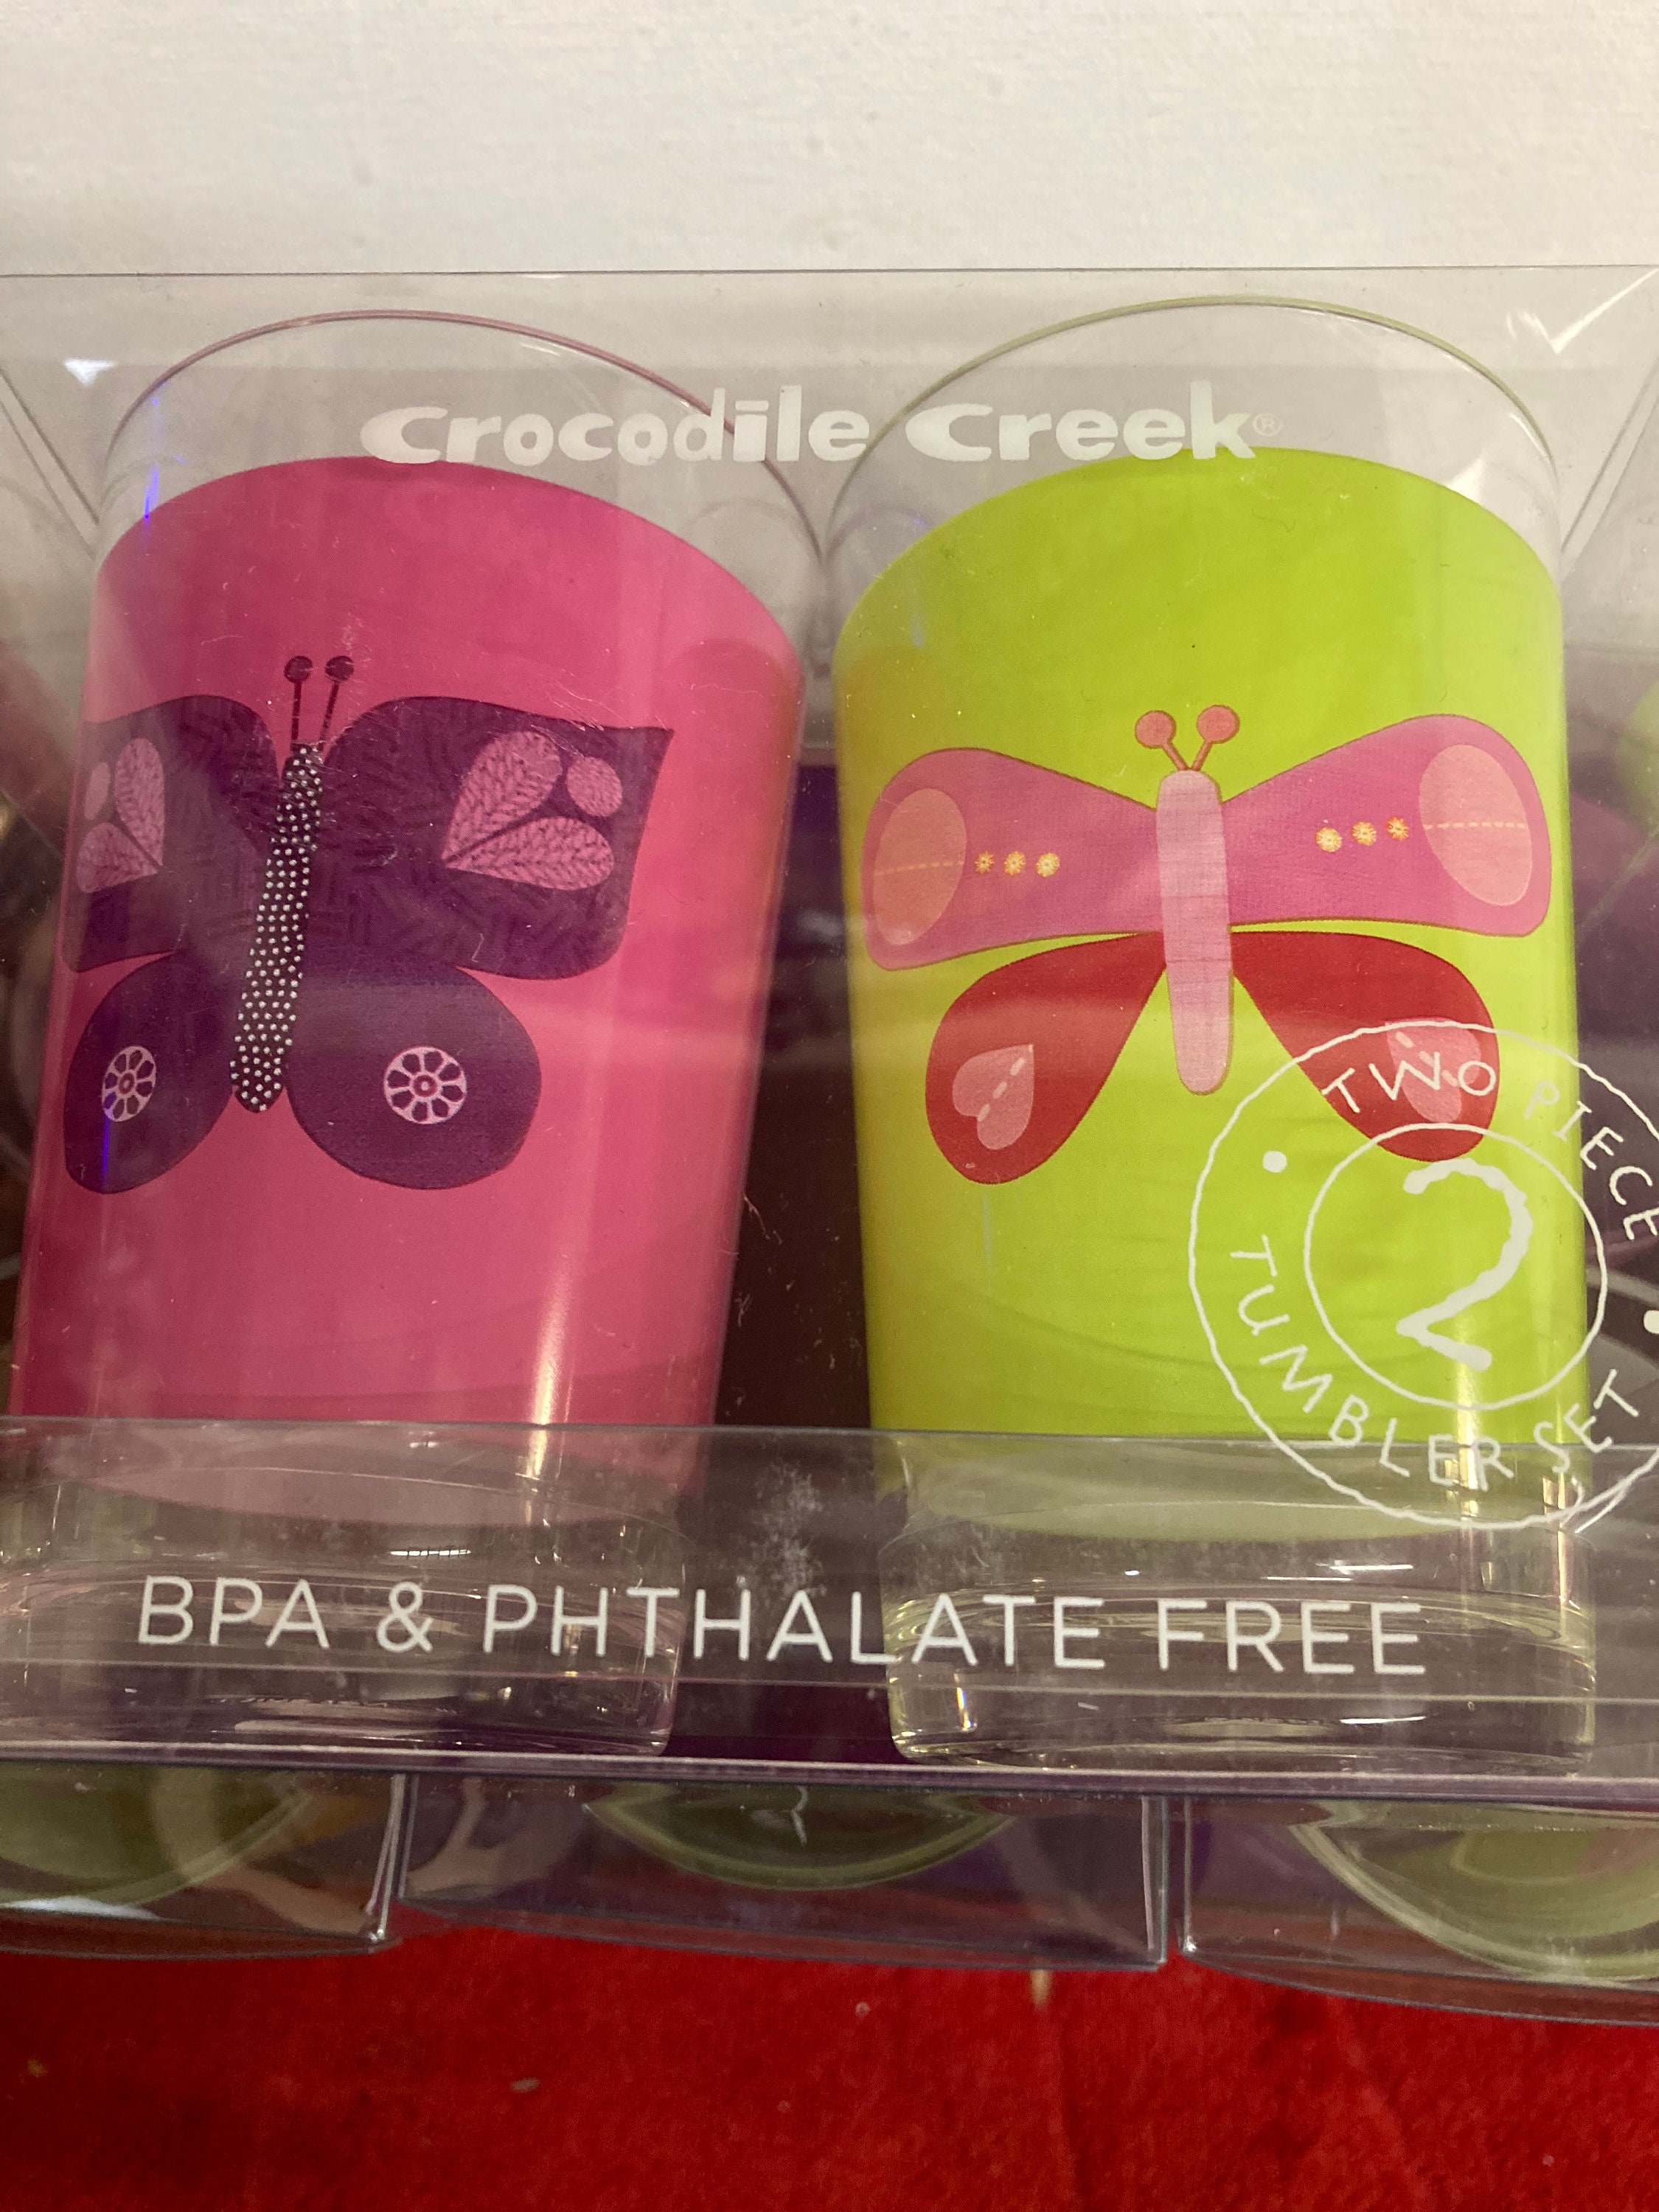 Crocodile Creek®
TWO PIECE
2
TUMBLER SET
BPA & PHTHALATE FREE